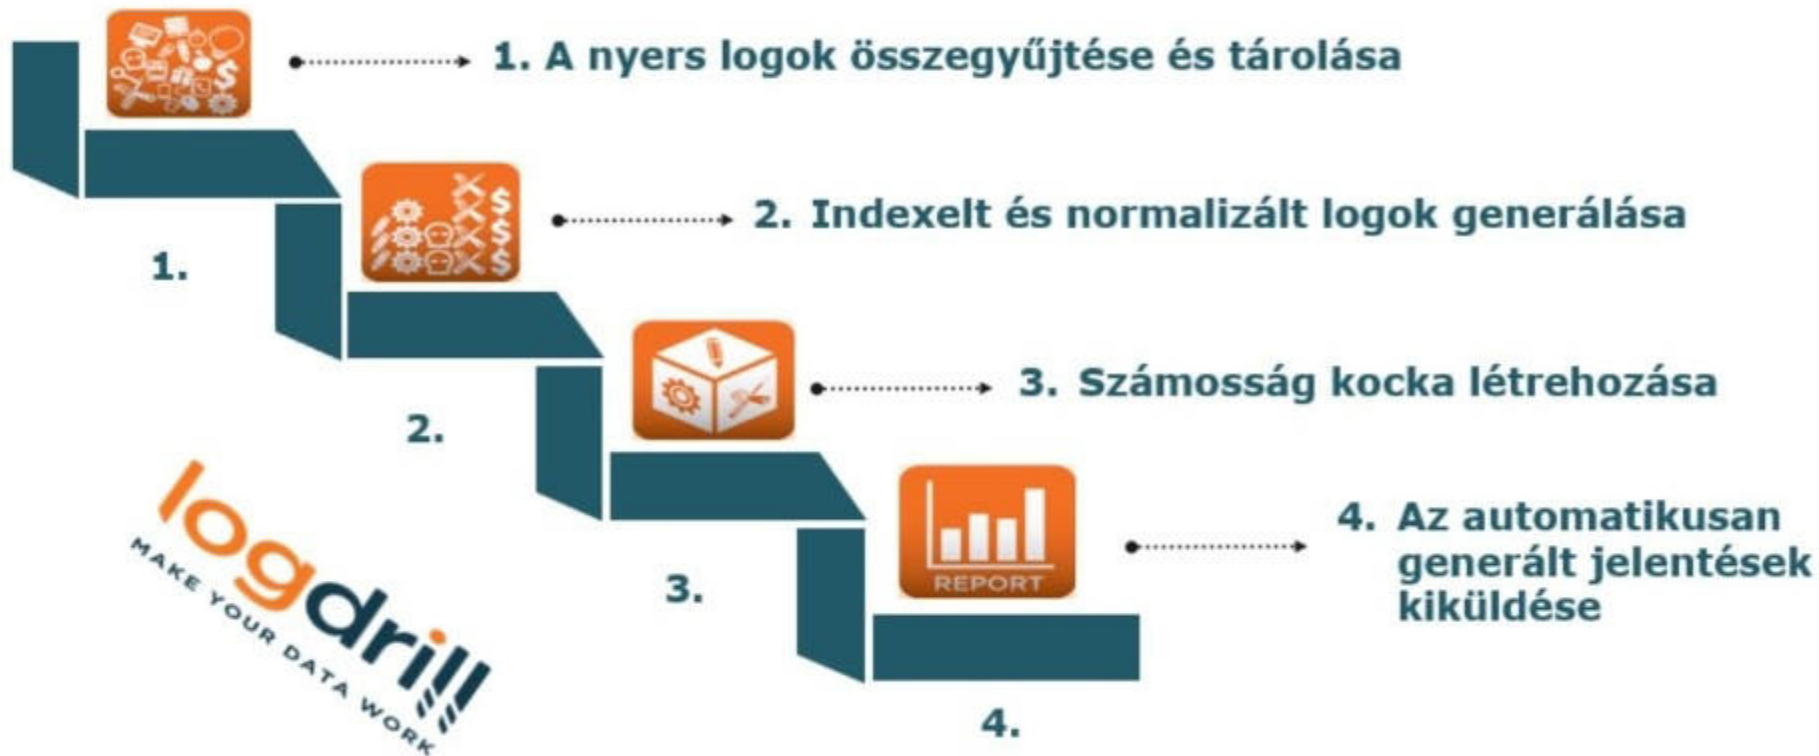 1. A nyers logok összegyűjtése és tárolása
2. Indexelt és normalizált logok generálása
1.
3. Számosság kocka létrehozása
2.
4. Az automatikusan
generált jelentések
kiküldése
REPORT
3.
logdrill
MAKE YOUR DATA WORK
4.